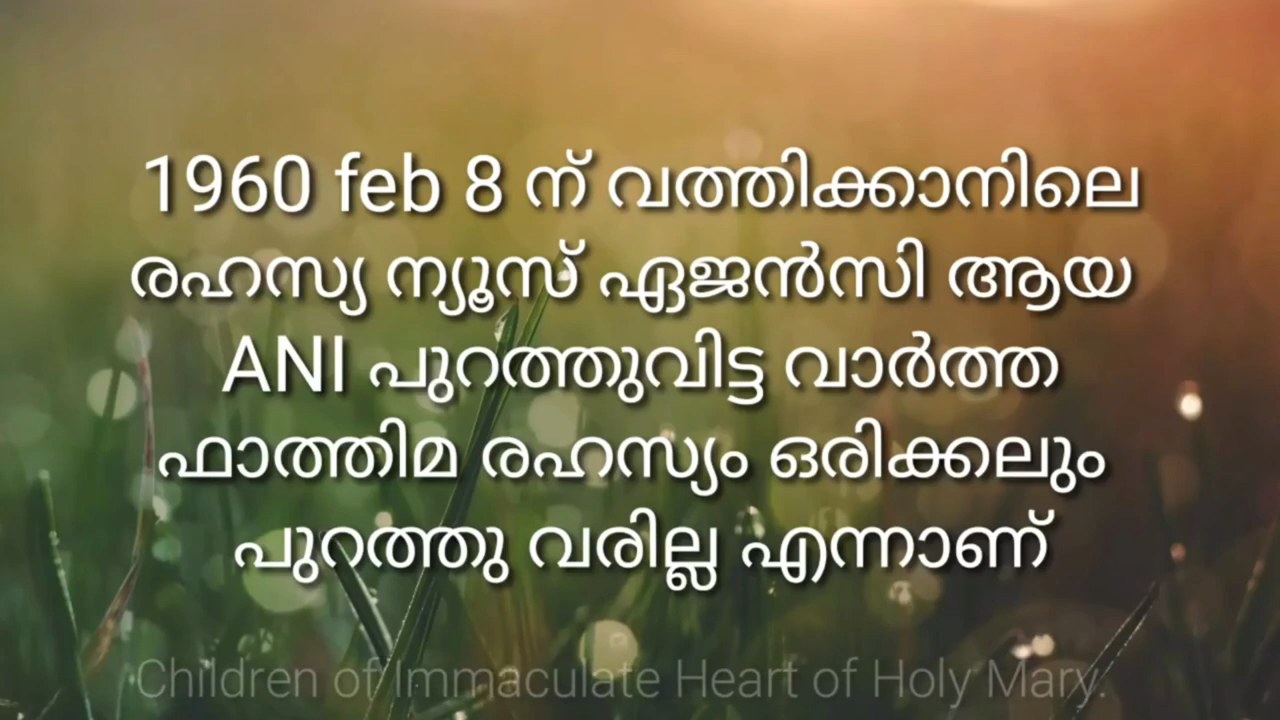 1960 feb 8 ന് വത്തിക്കാനിലെ
രഹസ്യ ന്യൂസ് ഏജൻസി ആയ
ANI പുറത്തുവിട്ട വാർത്ത
ഫാത്തിമ രഹസ്യം ഒരിക്കലും
പുറത്തു വരില്ല എന്നാണ്
Children of Immaculate Heart of Holy Mary.